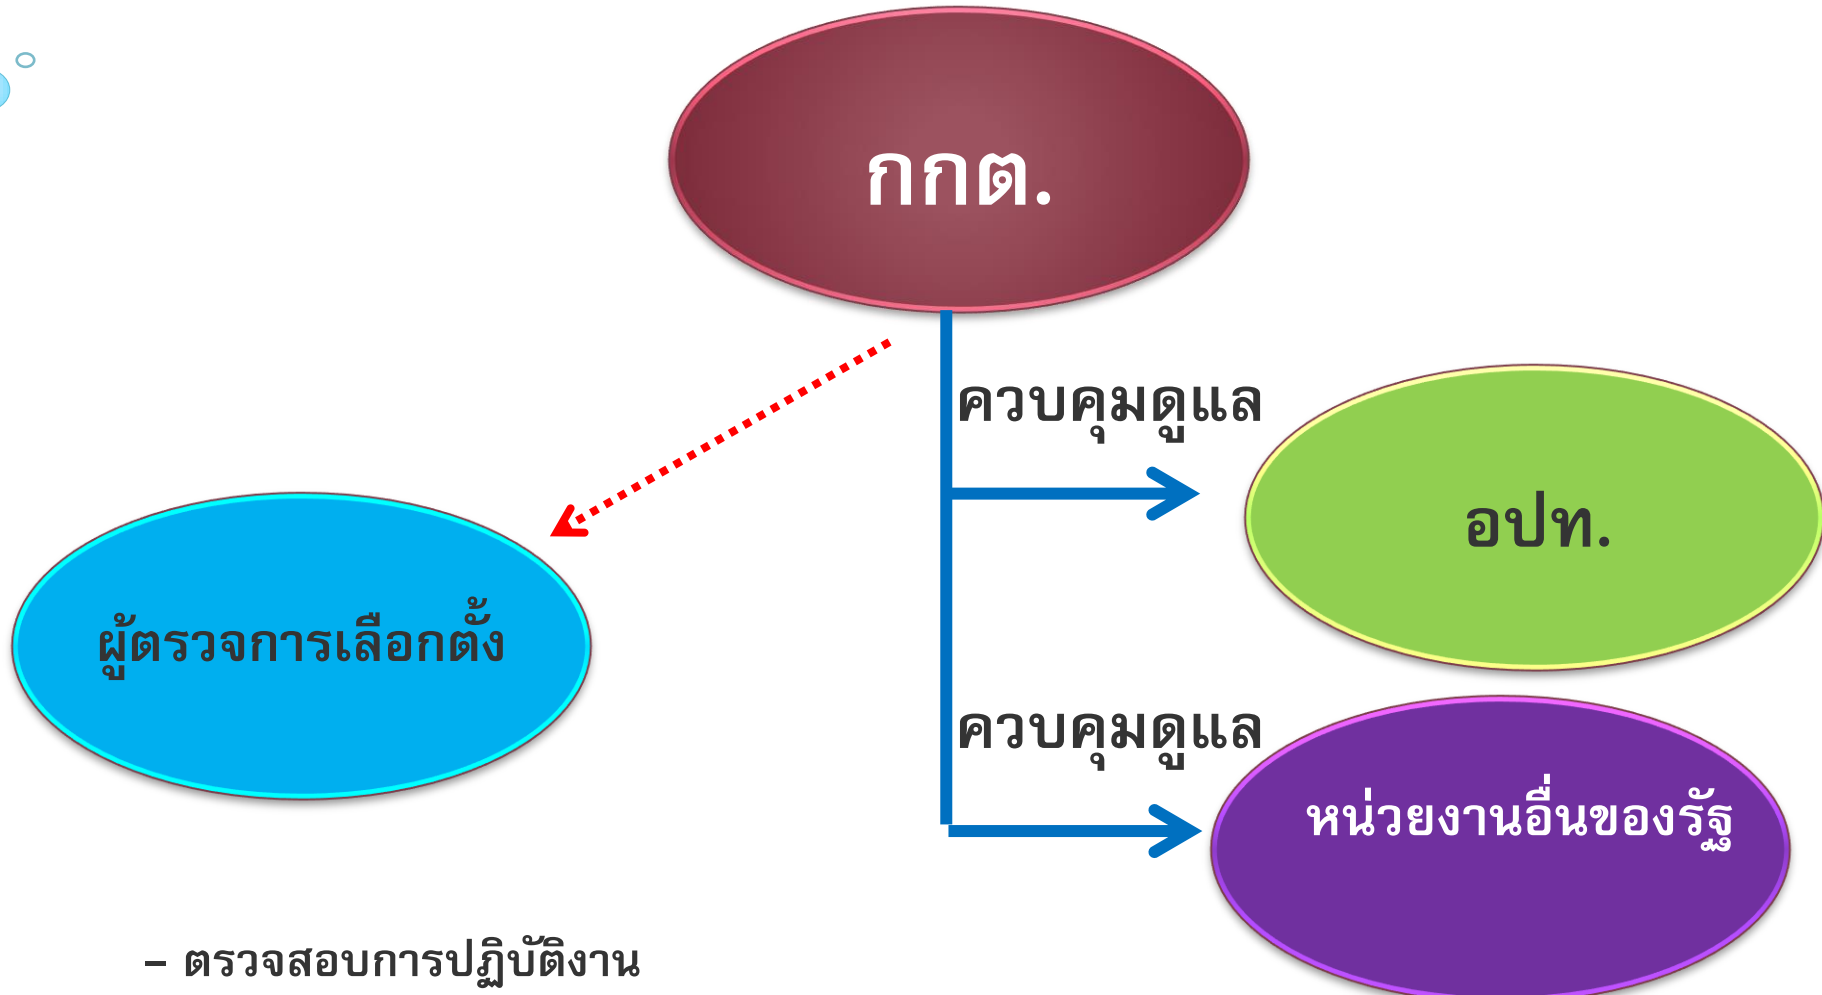 กกต.
ควบคุมดูแล
อปท.
ผู้ตรวจการเลือกตั้ง
ควบคุมดูแล
หน่วยงานอื่นของรัฐ
– ตรวจสอบการปฏิบัติงาน